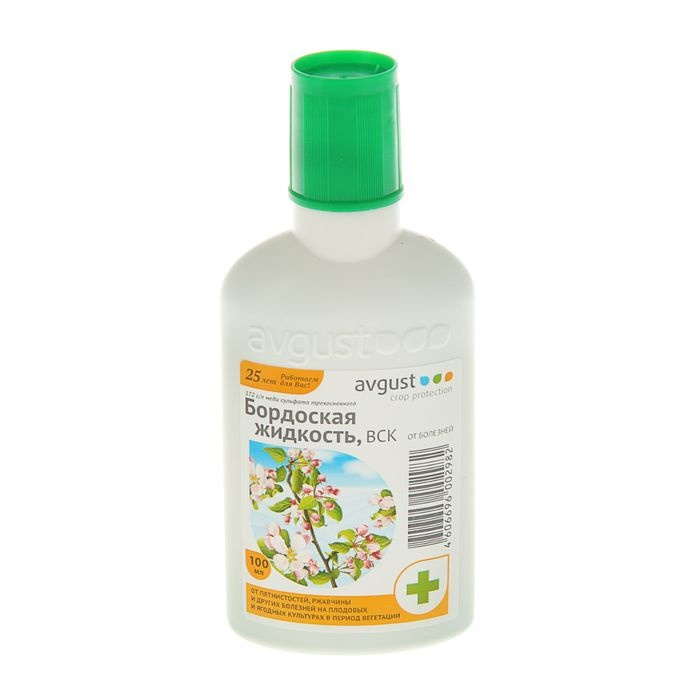 avgust
25 лет Работаем
для Вас!
avgust
crop protection
172 г/л меди сульфата трехосновного
Бордоская
жидкость, ВСК
ОТ БОЛЕЗНЕЙ
4 606696 002982
100
мл
ОТ ПЯТНИСТОСТЕЙ, РЖАВЧИНЫ
И ДРУГИХ БОЛЕЗНЕЙ НА ПЛОДОВЫХ
И ЯГОДНЫХ КУЛЬТУРАХ В ПЕРИОД ВЕГЕТАЦИИ